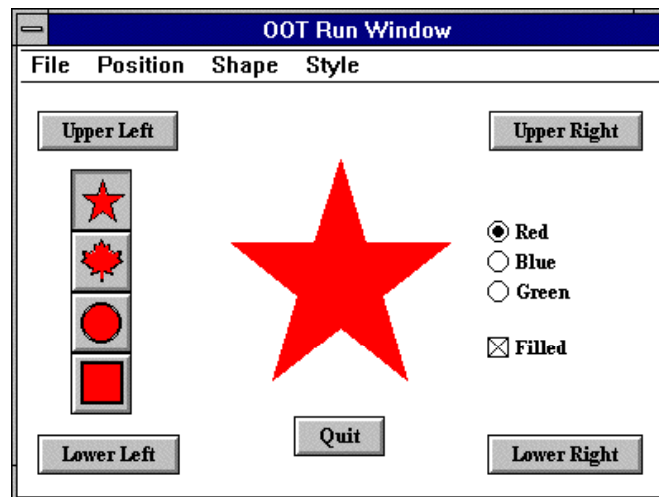 OOT Run Window
File Position Shape Style
Upper Left
Upper Right
Red
Blue
Green
Filled
Quit
Lower Left
Lower Right